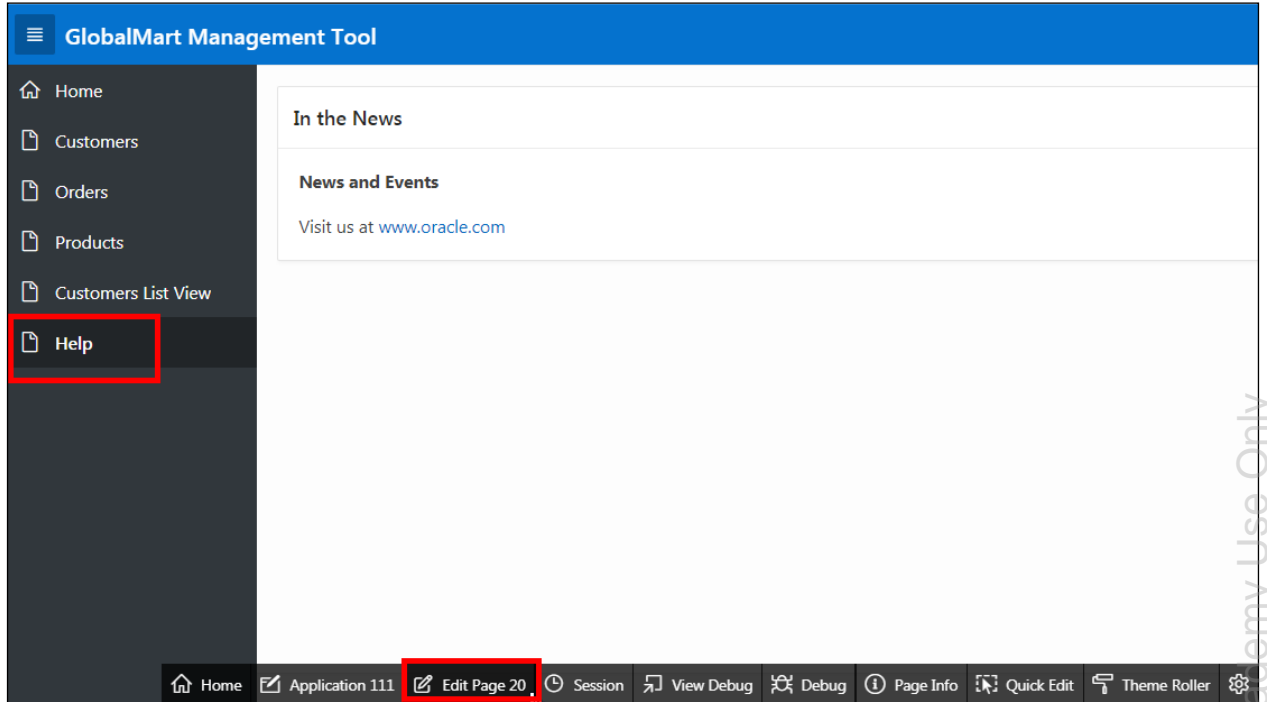 GlobalMart Management Tool
Home
Customers
Orders
Products
Customers List View
Help
In the News
News and Events
Visit us at www.oracle.com
Home Application 111 Edit Page 20 Session View Debug Debug Page Info Quick Edit Theme Roller
Use Only